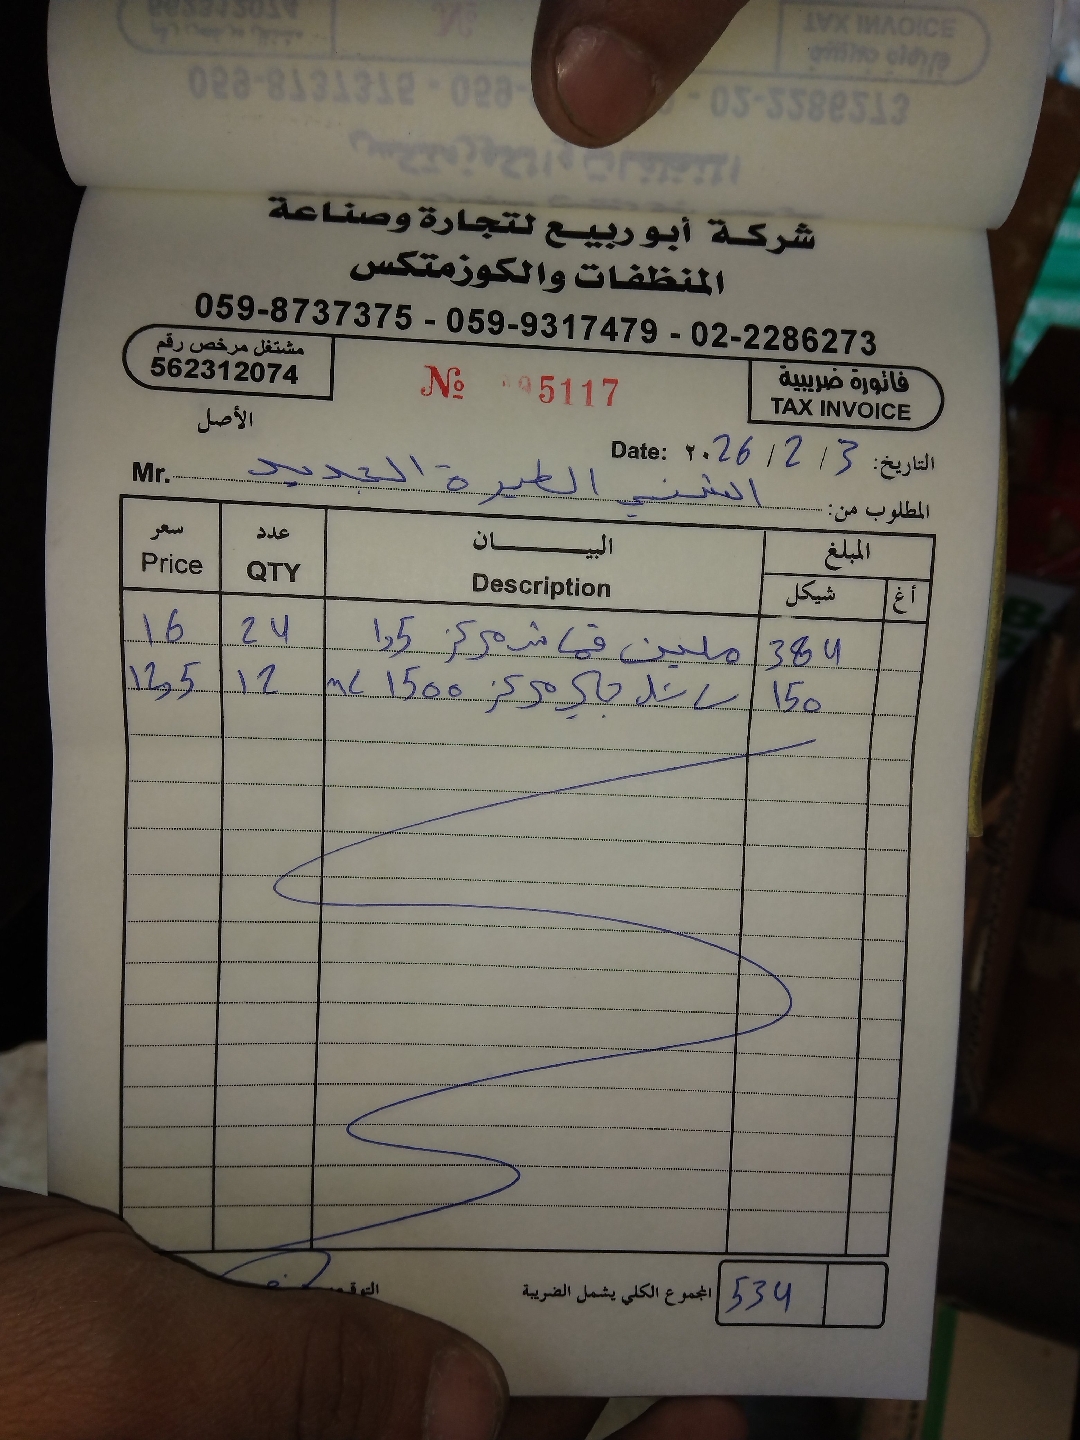 شركة أبو ربيع لتجارة وصناعة
المنظفات والكوزمتكس
059-8737375 - 059-9317479 - 02-2286273
مشتغل مرخص رقم
562312074
№ 5117
فاتورة ضريبية
TAX INVOICE
الأصل
التاريخ: 3 / 2 / ٢٠26 Date:
المطلوب من: الشني الطيرة الجديد Mr.
المبلغ البيـــــان عدد سعر
أغ شيكل Description QTY Price
384 ملين قماش مركز 1,5 24 16
150 سائل جلي مركز 1500 mL 12 12,5
المجموع الكلي يشمل الضريبة 534